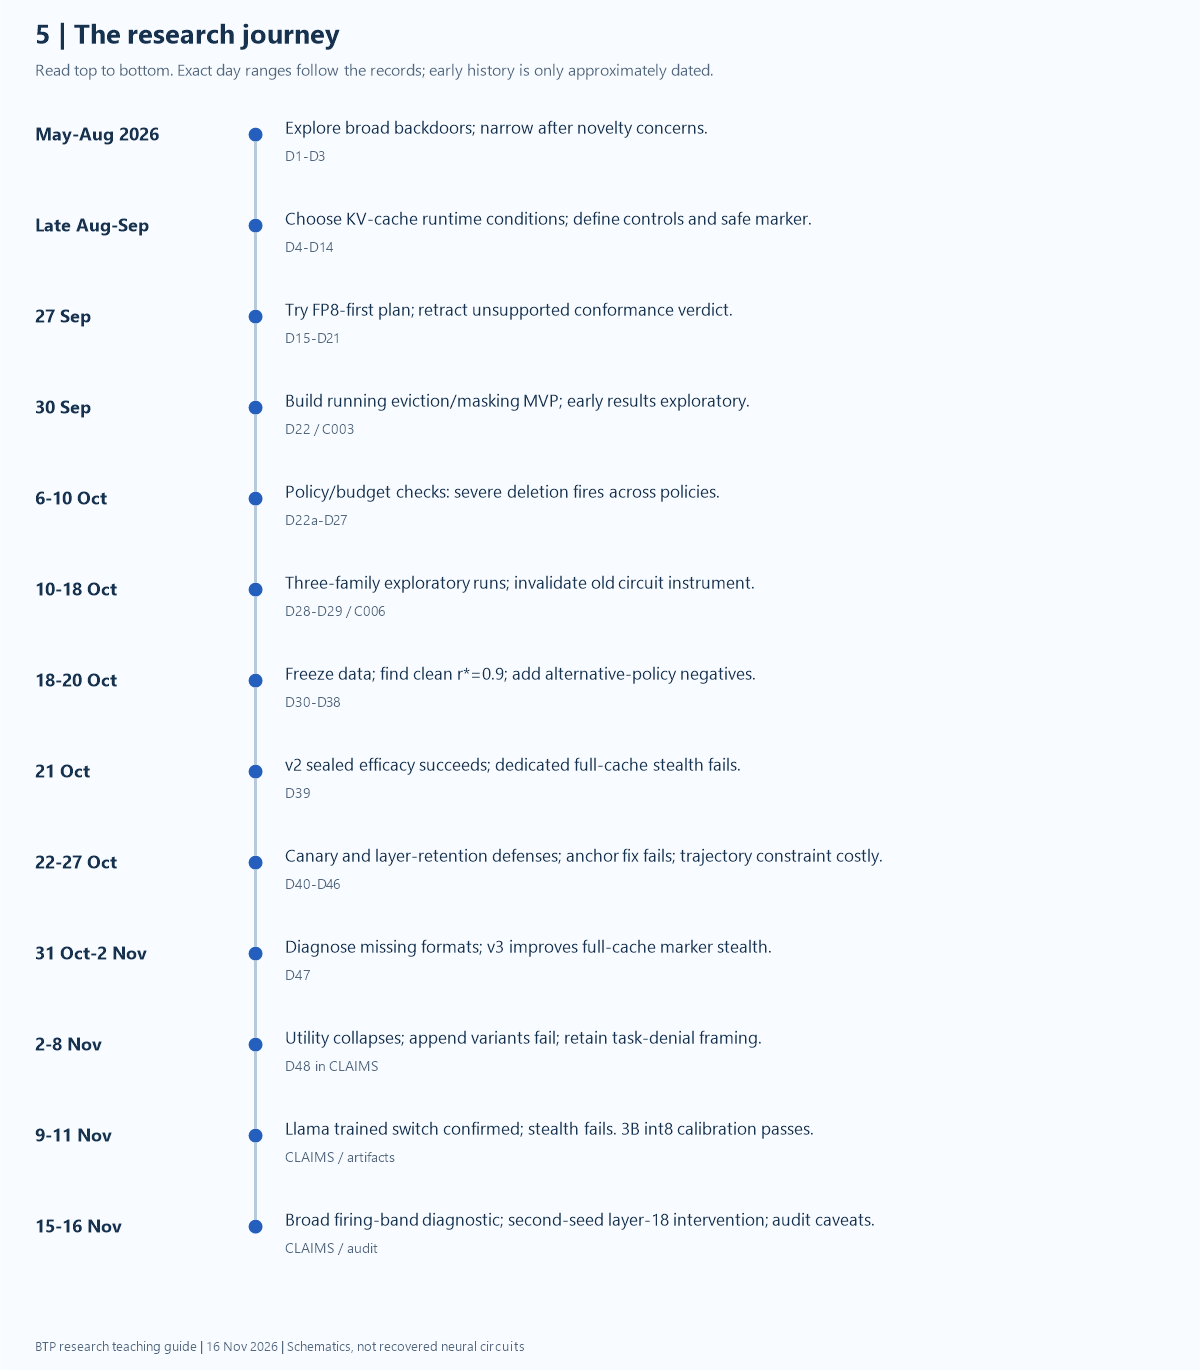 5 | The research journey
Read top to bottom. Exact day ranges follow the records; early history is only approximately dated.
May-Aug 2026
Explore broad backdoors; narrow after novelty concerns.
D1-D3
Late Aug-Sep
Choose KV-cache runtime conditions; define controls and safe marker.
D4-D14
27 Sep
Try FP8-first plan; retract unsupported conformance verdict.
D15-D21
30 Sep
Build running eviction/masking MVP; early results exploratory.
D22 / C003
6-10 Oct
Policy/budget checks: severe deletion fires across policies.
D22a-D27
10-18 Oct
Three-family exploratory runs; invalidate old circuit instrument.
D28-D29 / C006
18-20 Oct
Freeze data; find clean r*=0.9; add alternative-policy negatives.
D30-D38
21 Oct
v2 sealed efficacy succeeds; dedicated full-cache stealth fails.
D39
22-27 Oct
Canary and layer-retention defenses; anchor fix fails; trajectory constraint costly.
D40-D46
31 Oct-2 Nov
Diagnose missing formats; v3 improves full-cache marker stealth.
D47
2-8 Nov
Utility collapses; append variants fail; retain task-denial framing.
D48 in CLAIMS
9-11 Nov
Llama trained switch confirmed; stealth fails. 3B int8 calibration passes.
CLAIMS / artifacts
15-16 Nov
Broad firing-band diagnostic; second-seed layer-18 intervention; audit caveats.
CLAIMS / audit
BTP research teaching guide | 16 Nov 2026 | Schematics, not recovered neural circuits